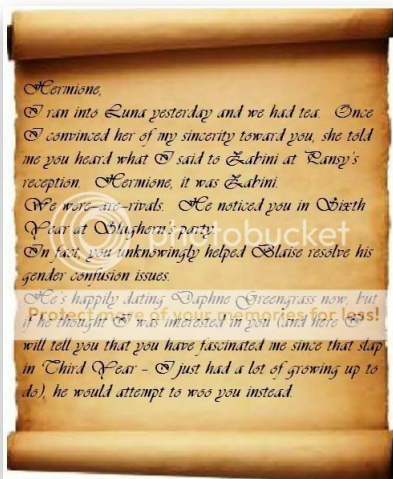 Hermione,
I ran into Luna yesterday and we had tea. Once
I convinced her of my sincerity toward you, she told
me you heard what I said to Zabini at Pansy's
reception. Hermione, it was Zabini.
We were–are–rivals. He noticed you in Sixth
Year at Slughern's party.
photobucket
In fact, you unknowingly helped Blaise resolve his
gender confusion issues.
He's happily dating Daphne Greengrass now, but
Protect more of your memories for less!
if he thought I was interested in you (and here I
will tell you that you have fascinated me since that slap
in Third Year – I just had a lot of growing up to
do), he would attempt to woo you instead.